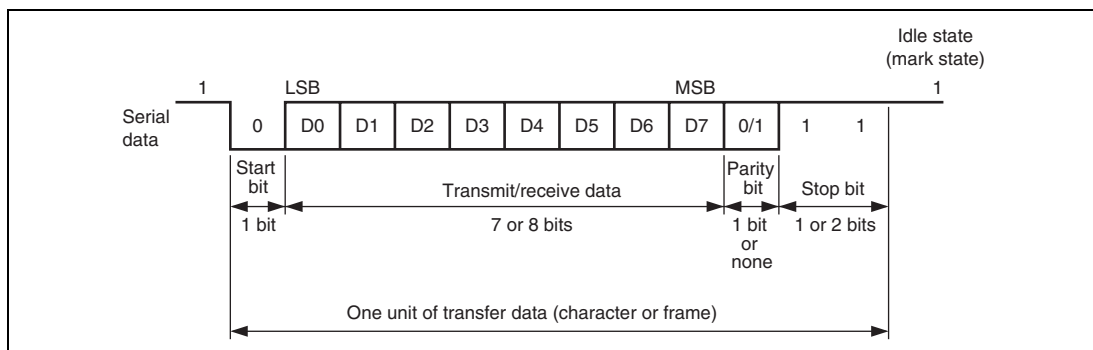 Idle state
(mark state)
1 LSB MSB 1
Serial
data
0 D0 D1 D2 D3 D4 D5 D6 D7 0/1 1 1
Start
bit
Transmit/receive data
Parity
bit
Stop bit
1 bit
7 or 8 bits
1 bit
or
none
1 or 2 bits
One unit of transfer data (character or frame)